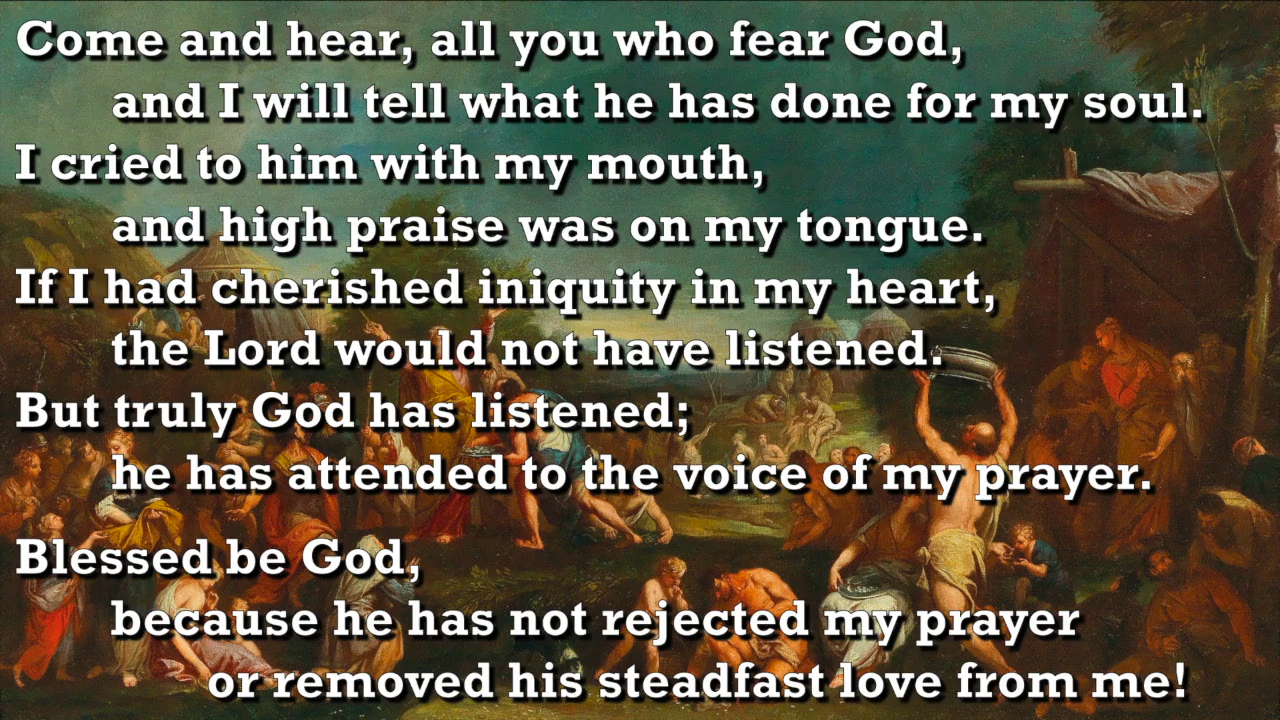 Come and hear, all you who fear God,
and I will tell what he has done for my soul.
I cried to him with my mouth,
and high praise was on my tongue.
If I had cherished iniquity in my heart,
the Lord would not have listened.
But truly God has listened;
he has attended to the voice of my prayer.
Blessed be God,
because he has not rejected my prayer
or removed his steadfast love from me!